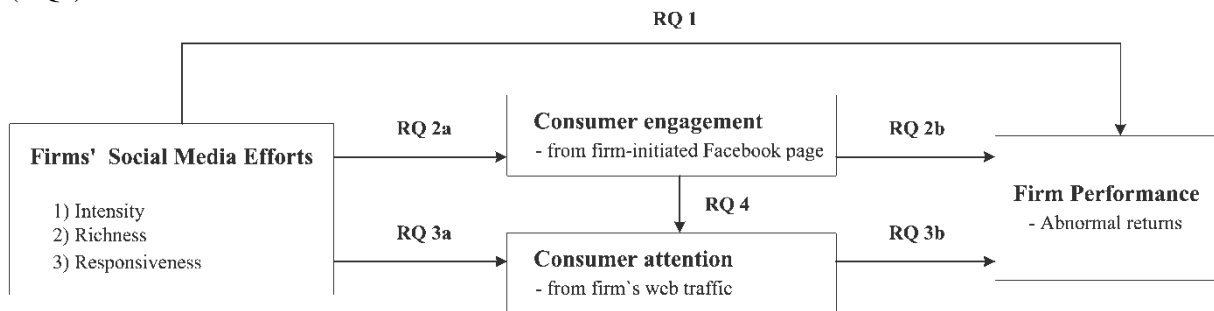 RQ 1
RQ 2a
Consumer engagement
- from firm-initiated Facebook page
RQ 2b
Firms' Social Media Efforts
1) Intensity
2) Richness
3) Responsiveness
RQ 4
Firm Performance
- Abnormal returns
RQ 3a
Consumer attention
- from firm`s web traffic
RQ 3b